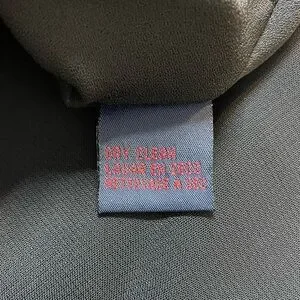 DRY CLEAN
LAVAR EN SECO
NETTOYAGE A SEC